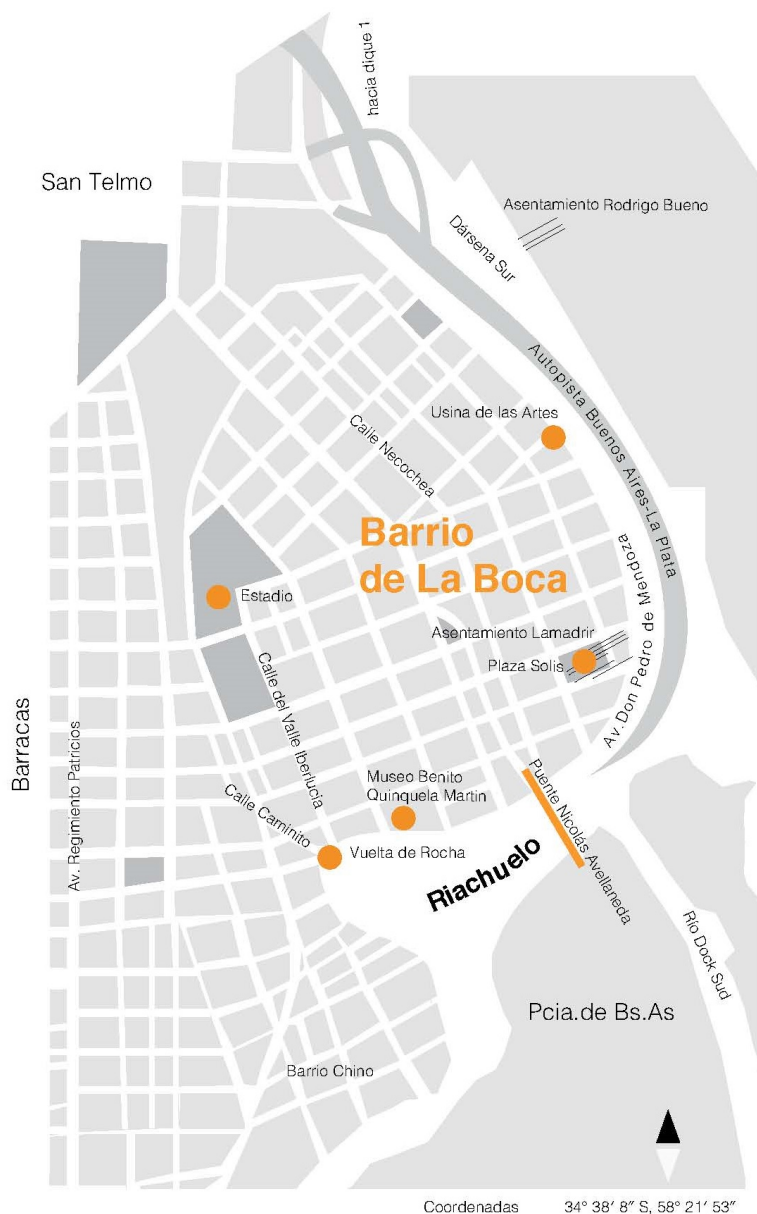 hacia dique 1
San Telmo
Asentamiento Rodrigo Bueno
Dársena Sur
Autopista Buenos Aires-La Plata
Usina de las Artes
Calle Necochea
Barrio
de La Boca
Estadio
Av. Don Pedro de Mendoza
Asentamiento Lamadrir
Plaza Solis
Calle del Valle Iberlucia
Barracas
Av. Regimiento Patricios
Museo Benito
Quinquela Martin
Calle Caminito
Vuelta de Rocha
Puente Nicolás Avellaneda
Riachuelo
Río Dock Sud
Pcia.de Bs.As
Barrio Chino
Coordenadas 34° 38′ 8″ S, 58° 21′ 53″